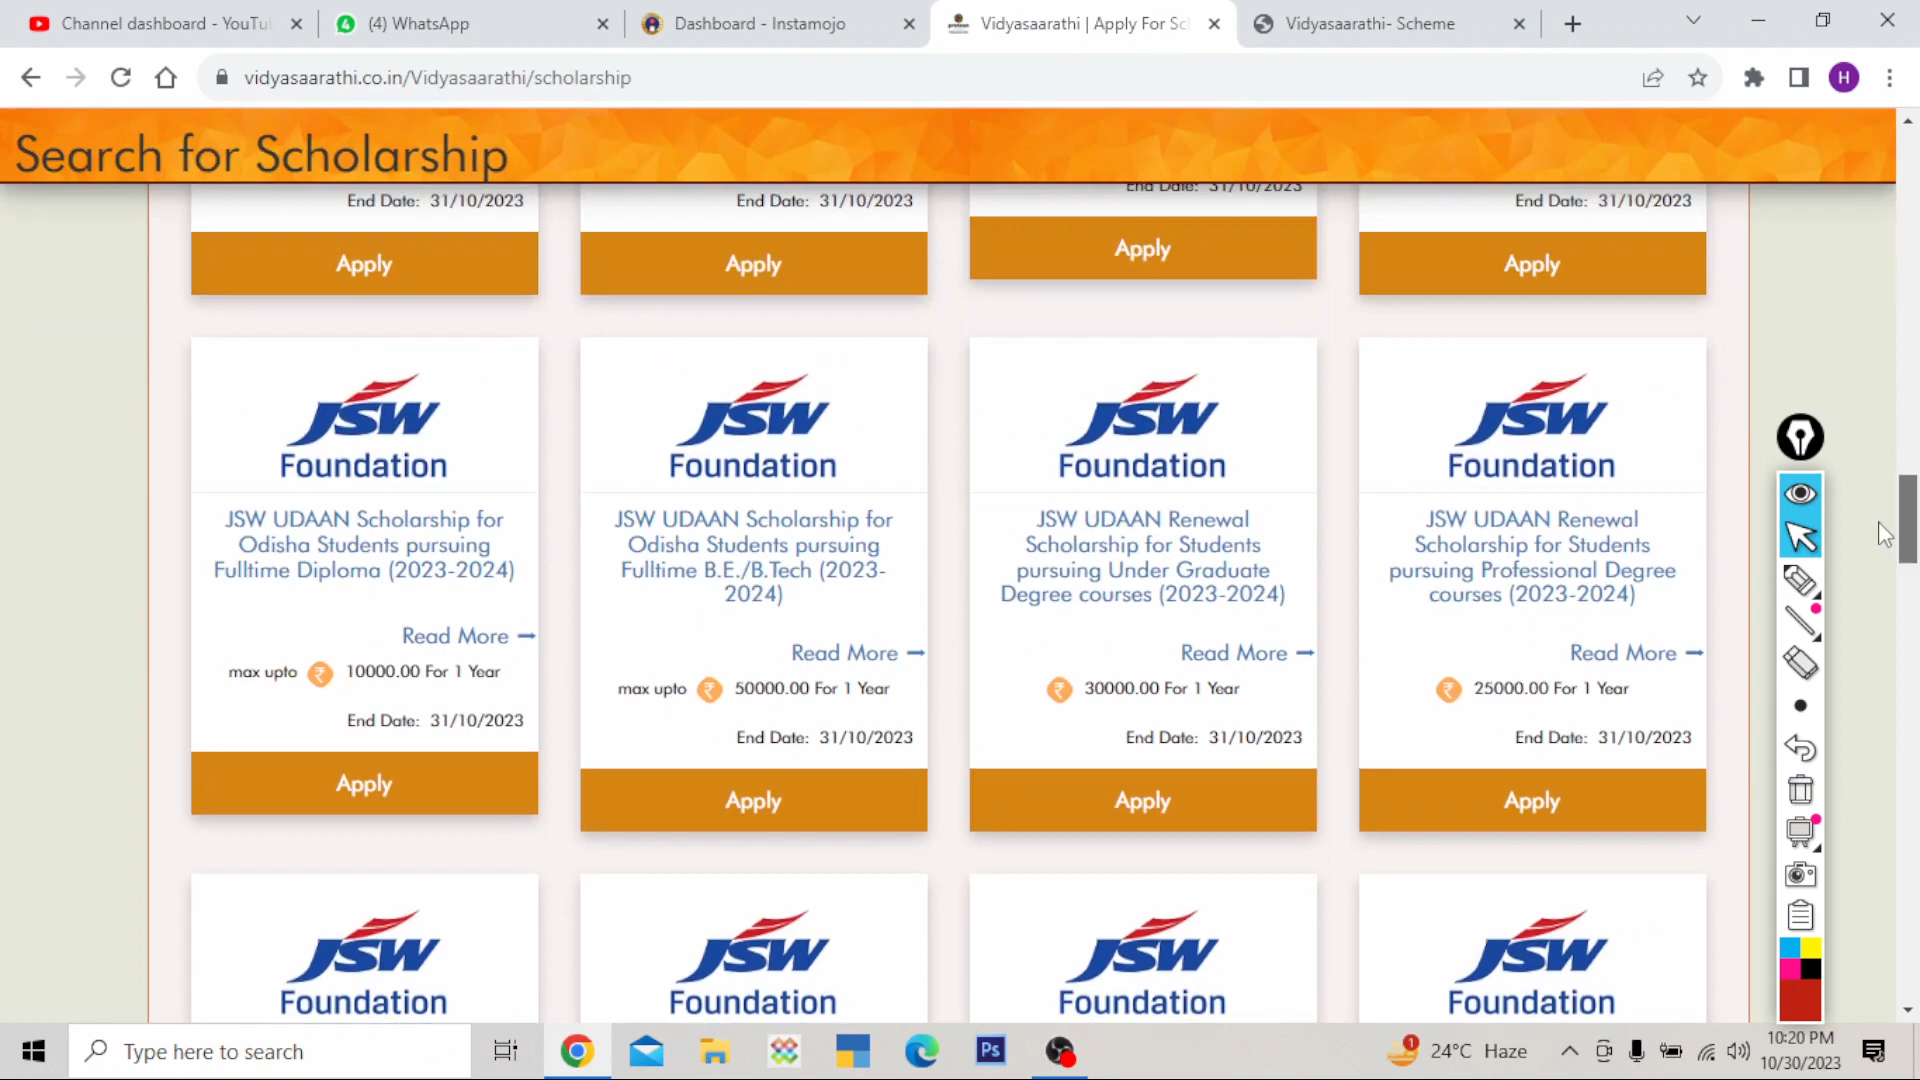 Channel dashboard - YouTu
(4) WhatsApp
Dashboard - Instamojo
Vidyasaarathi | Apply For Sc
Vidyasaarathi- Scheme
vidyasaarathi.co.in/Vidyasaarathi/scholarship
H
Search for Scholarship
End Date: 31/10/2023
End Date: 31/10/2023
End Date: 31/10/2023
End Date: 31/10/2023
Apply
Apply
Apply
Apply
JSW
Foundation
JSW UDAAN Scholarship for
Odisha Students pursuing
Fulltime Diploma (2023-2024)
Read More
max upto ₹ 10000.00 For 1 Year
End Date: 31/10/2023
Apply
JSW
Foundation
JSW UDAAN Scholarship for
Odisha Students pursuing
Fulltime B.E./B.Tech (2023-
2024)
Read More
max upto ₹ 50000.00 For 1 Year
End Date: 31/10/2023
Apply
JSW
Foundation
JSW UDAAN Renewal
Scholarship for Students
pursuing Under Graduate
Degree courses (2023-2024)
Read More
₹ 30000.00 For 1 Year
End Date: 31/10/2023
Apply
JSW
Foundation
JSW UDAAN Renewal
Scholarship for Students
pursuing Professional Degree
courses (2023-2024)
Read More
₹ 25000.00 For 1 Year
End Date: 31/10/2023
Apply
JSW
Foundation
JSW
Foundation
JSW
Foundation
JSW
Foundation
Type here to search
Ps
1
24°C Haze
10:20 PM
10/30/2023